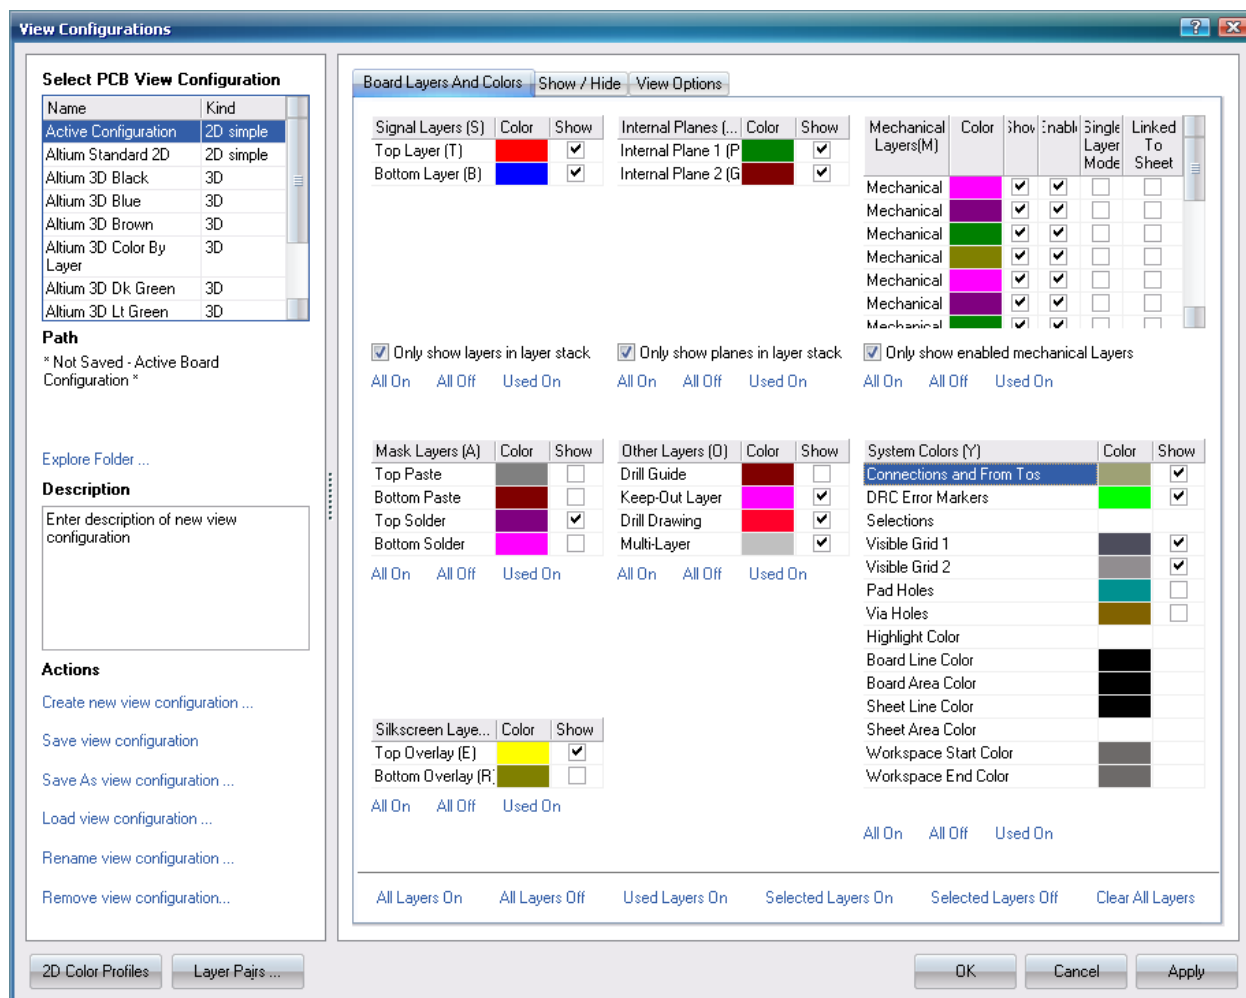 View Configurations
Select PCB View Configuration
Name Kind
Active Configuration 2D simple
Altium Standard 2D 2D simple
Altium 3D Black 3D
Altium 3D Blue 3D
Altium 3D Brown 3D
Altium 3D Color By 3D
Layer
Altium 3D Dk Green 3D
Altium 3D Lt Green 3D
Path
* Not Saved - Active Board
Configuration *
Explore Folder ...
Description
Enter description of new view
configuration
Actions
Create new view configuration ...
Save view configuration
Save As view configuration ...
Load view configuration ...
Rename view configuration ...
Remove view configuration...
Board Layers And Colors Show / Hide View Options
Signal Layers (S) Color Show
Top Layer (T)
Bottom Layer (B)
Only show layers in layer stack
All On All Off Used On
Internal Planes (... Color Show
Internal Plane 1 (P
Internal Plane 2 (G
Only show planes in layer stack
All On All Off Used On
Mechanical Color Single Linked
Layers(M) Layer To
Mode Sheet
Mechanical
Mechanical
Mechanical
Mechanical
Mechanical
Mechanical
Mechanical
Only show enabled mechanical Layers
All On All Off Used On
Mask Layers (A) Color Show
Top Paste
Bottom Paste
Top Solder
Bottom Solder
All On All Off Used On
Other Layers (O) Color Show
Drill Guide
Keep-Out Layer
Drill Drawing
Multi-Layer
All On All Off Used On
System Colors (Y) Color Show
Connections and From Tos
DRC Error Markers
Selections
Visible Grid 1
Visible Grid 2
Pad Holes
Via Holes
Highlight Color
Board Line Color
Board Area Color
Sheet Line Color
Sheet Area Color
Workspace Start Color
Workspace End Color
All On All Off Used On
Silkscreen Laye... Color Show
Top Overlay (E)
Bottom Overlay (R)
All On All Off Used On
All Layers On All Layers Off Used Layers On Selected Layers On Selected Layers Off Clear All Layers
2D Color Profiles Layer Pairs ... OK Cancel Apply